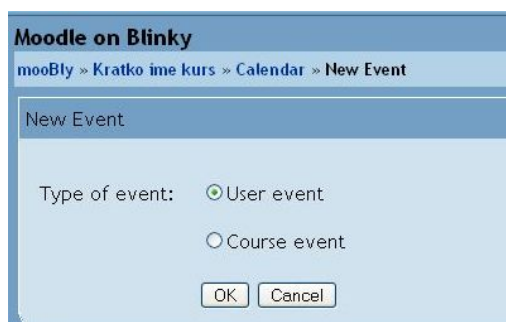 Moodle on Blinky
mooBly » Kratko ime kurs » Calendar » New Event
New Event
Type of event: User event
Course event
OK Cancel